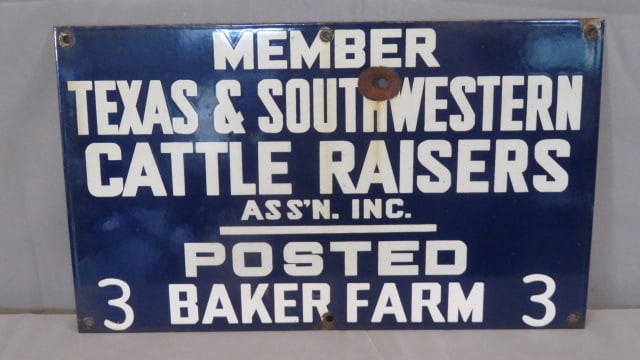 MEMBER
TEXAS & SOUTHWESTERN
CATTLE RAISERS
ASS'N. INC.
POSTED
3 BAKER FARM 3